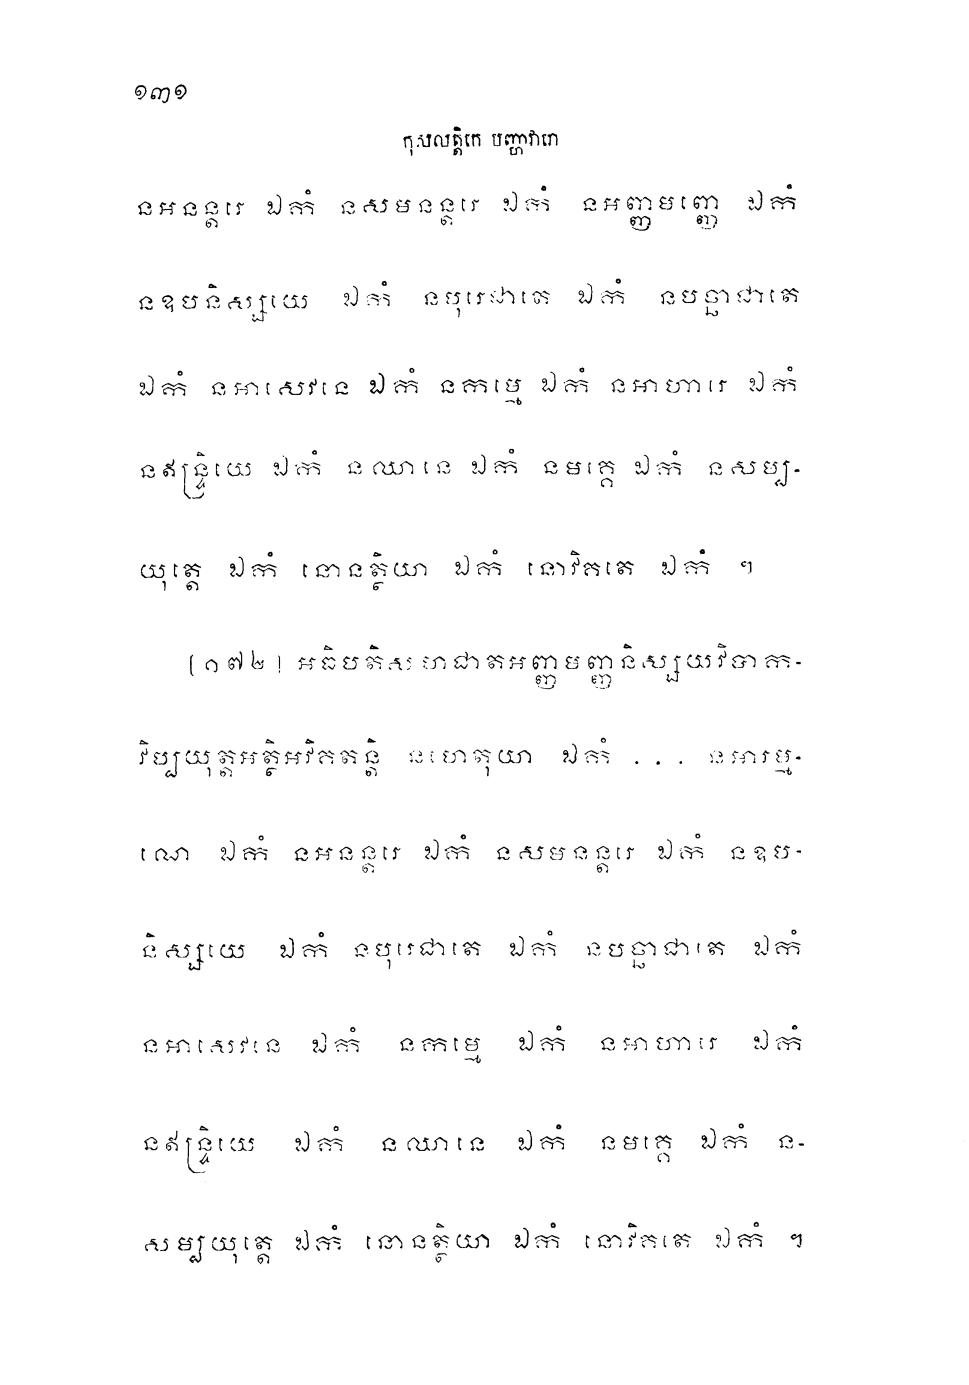 ១៣១
កុសលត្តិកេ បញ្ហាវារោ
នអនន្តរេ ឯកំ នសមនន្តរេ ឯកំ នអញ្ញមញ្ញេ ឯកំ
នឧបនិស្សយេ ឯកំ នបុរេជាតេ ឯកំ នបច្ឆាជាតេ
ឯកំ នអាសេវនេ ឯកំ នកម្មេ ឯកំ នអាហារេ ឯកំ
នឥន្ទ្រិយេ ឯកំ នឈានេ ឯកំ នមគ្គេ ឯកំ នសម្ប-
យុត្តេ ឯកំ នោនត្ថិយា ឯកំ នោវិគតេ ឯកំ ។
(១៧២) អធិបតិសហជាតអញ្ញមញ្ញនិស្សយវិបាក-
វិប្បយុត្តអត្ថិអវិគតន្តិ នហេតុយា ឯកំ . . . នអារម្ម-
ណេ ឯកំ នអនន្តរេ ឯកំ នសមនន្តរេ ឯកំ នឧប-
និស្សយេ ឯកំ នបុរេជាតេ ឯកំ នបច្ឆាជាតេ ឯកំ
នអាសេវនេ ឯកំ នកម្មេ ឯកំ នអាហារេ ឯកំ
នឥន្ទ្រិយេ ឯកំ នឈានេ ឯកំ នមគ្គេ ឯកំ ន-
សម្បយុត្តេ ឯកំ នោនត្ថិយា ឯកំ នោវិគតេ ឯកំ ។